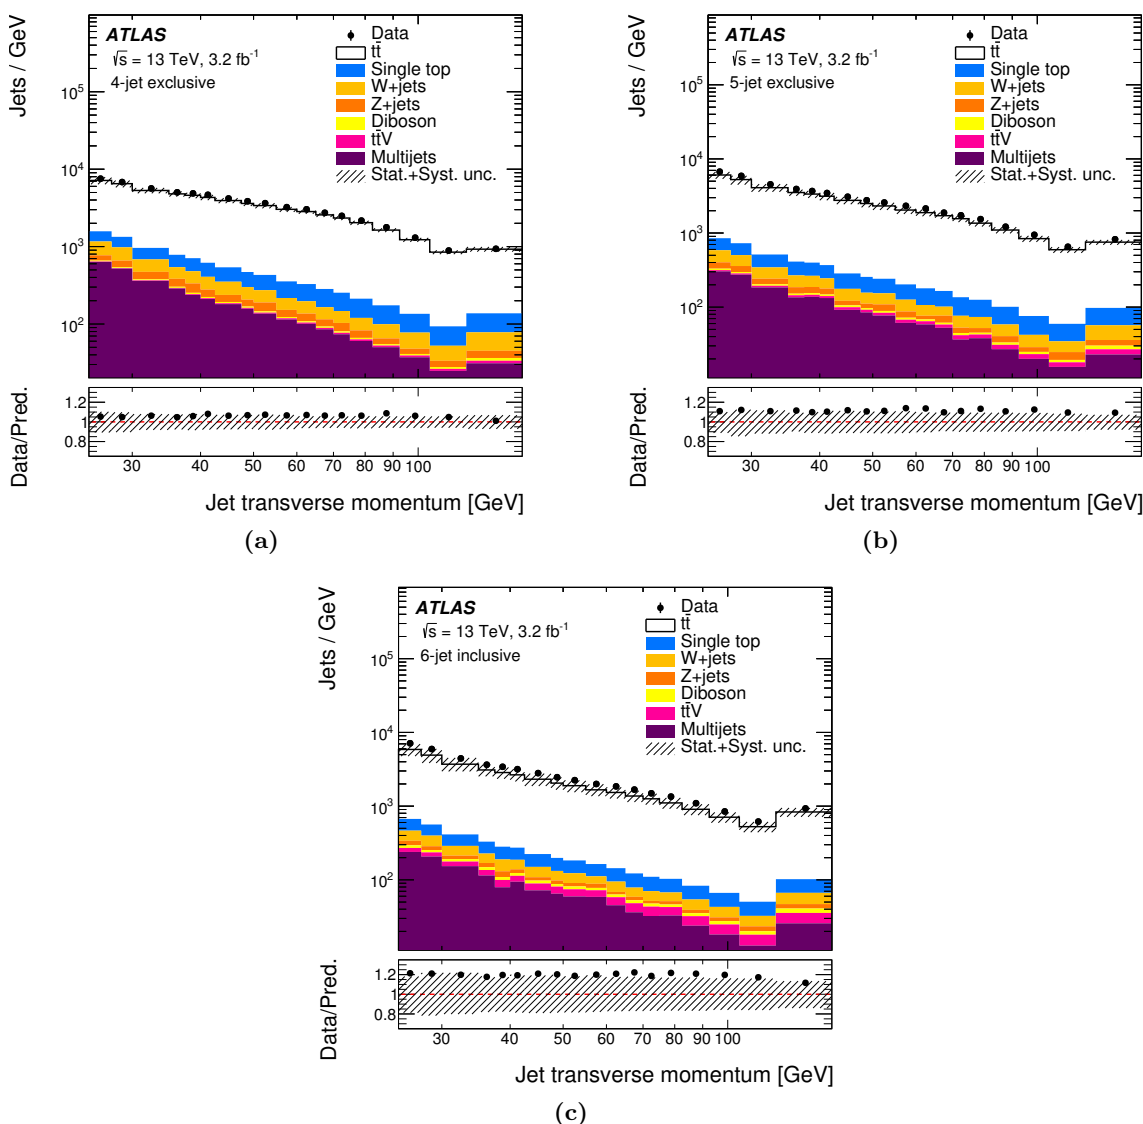 ATLAS
√s = 13 TeV, 3.2 fb⁻¹
4-jet exclusive
Data
tt̄
Single top
W+jets
Z+jets
Diboson
tt̄V
Multijets
Stat.+Syst. unc.
Jets / GeV
10⁵
10⁴
10³
10²
Data/Pred.
1.2
1
0.8
30 40 50 60 70 80 90 100
Jet transverse momentum [GeV]
(a)
ATLAS
√s = 13 TeV, 3.2 fb⁻¹
5-jet exclusive
Data
tt̄
Single top
W+jets
Z+jets
Diboson
tt̄V
Multijets
Stat.+Syst. unc.
Jets / GeV
10⁵
10⁴
10³
10²
Data/Pred.
1.2
1
0.8
30 40 50 60 70 80 90 100
Jet transverse momentum [GeV]
(b)
ATLAS
√s = 13 TeV, 3.2 fb⁻¹
6-jet inclusive
Data
tt̄
Single top
W+jets
Z+jets
Diboson
tt̄V
Multijets
Stat.+Syst. unc.
Jets / GeV
10⁵
10⁴
10³
10²
Data/Pred.
1.2
1
0.8
30 40 50 60 70 80 90 100
Jet transverse momentum [GeV]
(c)